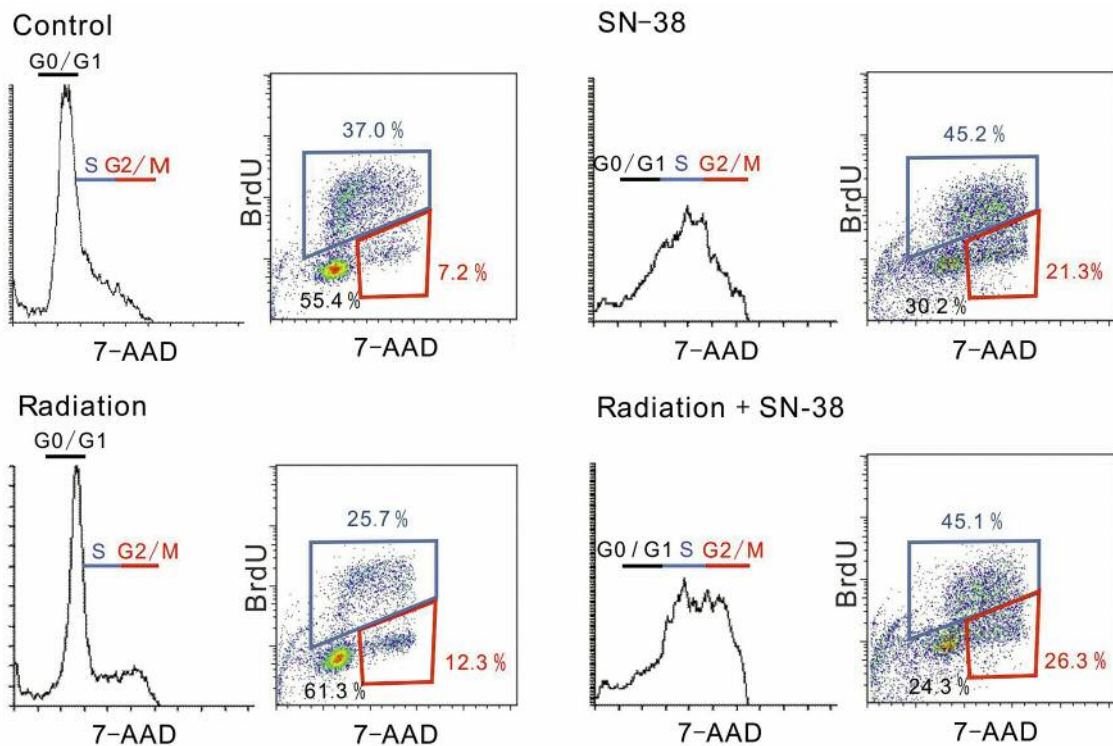 Control
G0/G1
S G2/M
7-AAD
BrdU
37.0 %
7.2 %
55.4 %
7-AAD
SN-38
G0/G1 S G2/M
7-AAD
BrdU
45.2 %
21.3 %
30.2 %
7-AAD
Radiation
G0/G1
S G2/M
7-AAD
BrdU
25.7 %
12.3 %
61.3 %
7-AAD
Radiation + SN-38
G0/G1 S G2/M
7-AAD
BrdU
45.1 %
26.3 %
24.3 %
7-AAD